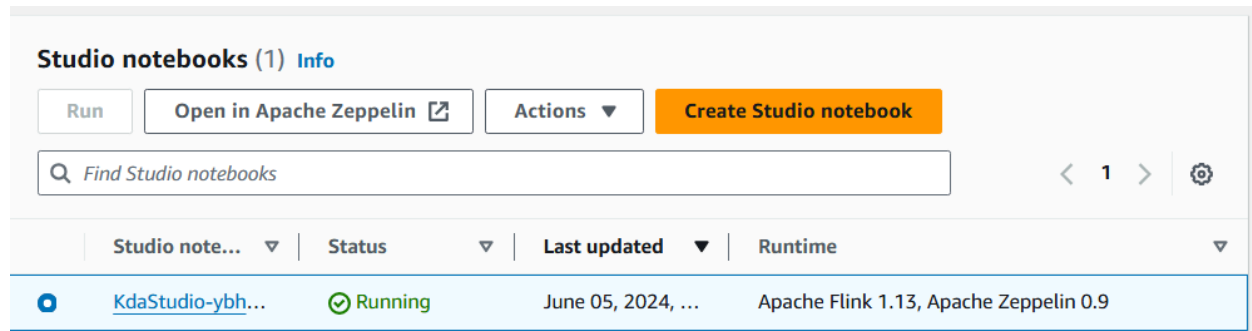 Studio notebooks (1) Info
Run Open in Apache Zeppelin Actions Create Studio notebook
Find Studio notebooks 1
Studio note... Status Last updated Runtime
KdaStudio-ybh... Running June 05, 2024, ... Apache Flink 1.13, Apache Zeppelin 0.9